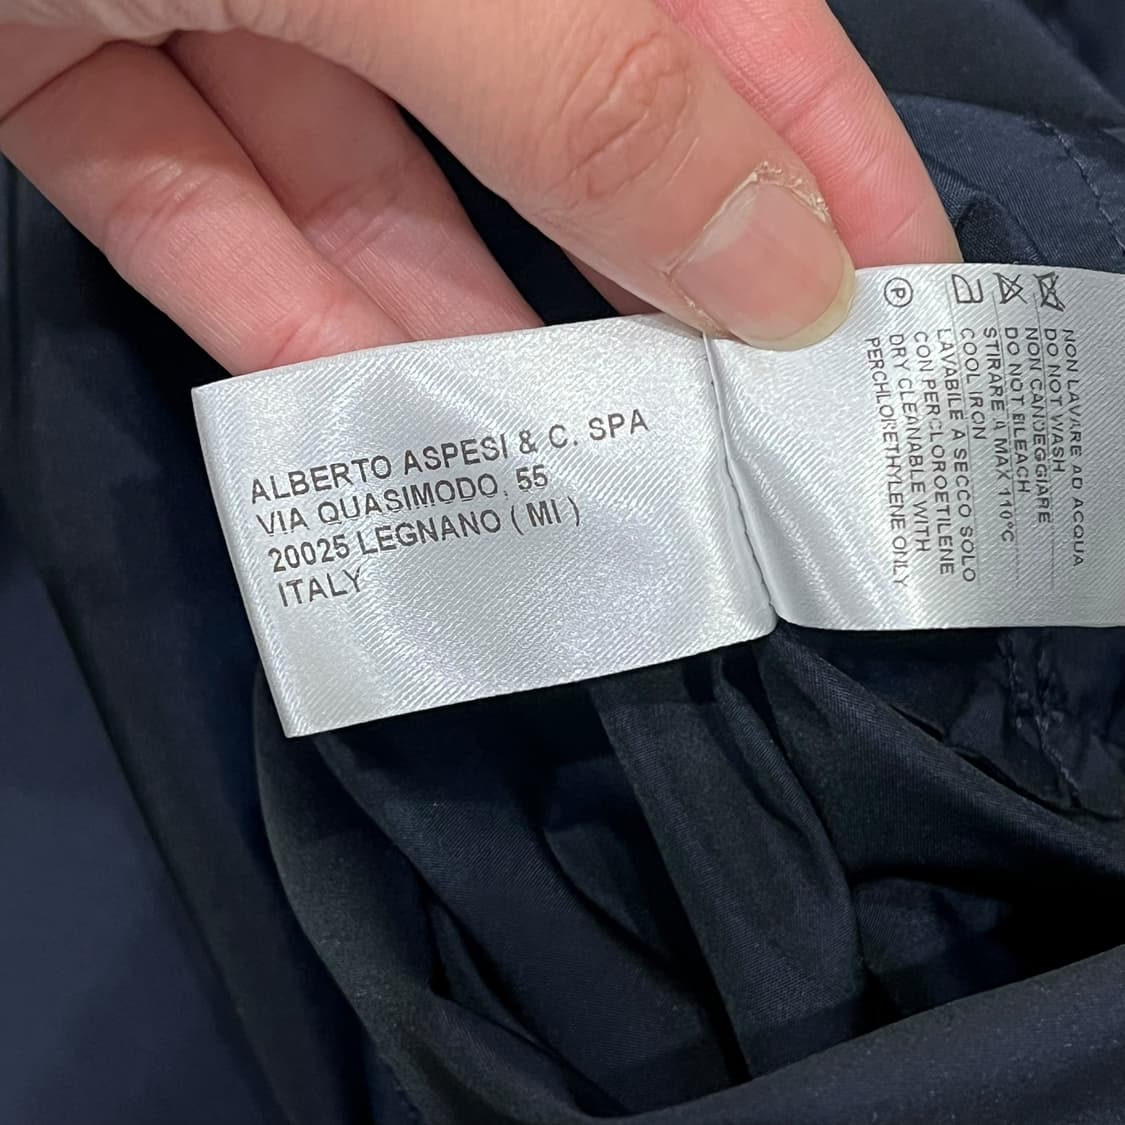 ALBERTO ASPESI & C. SPA
VIA QUASIMODO, 55
20025 LEGNANO ( MI )
ITALY
NON LAVARE AD ACQUA
DO NOT WASH
NON CANDEGGIARE
DO NOT BLEACH
STIRARE A MAX 110°C
COOL IRON
LAVABILE A SECCO SOLO
CON PERCLOROETILENE
DRY CLEANABLE WITH
PERCHLORETHYLENE ONLY
P